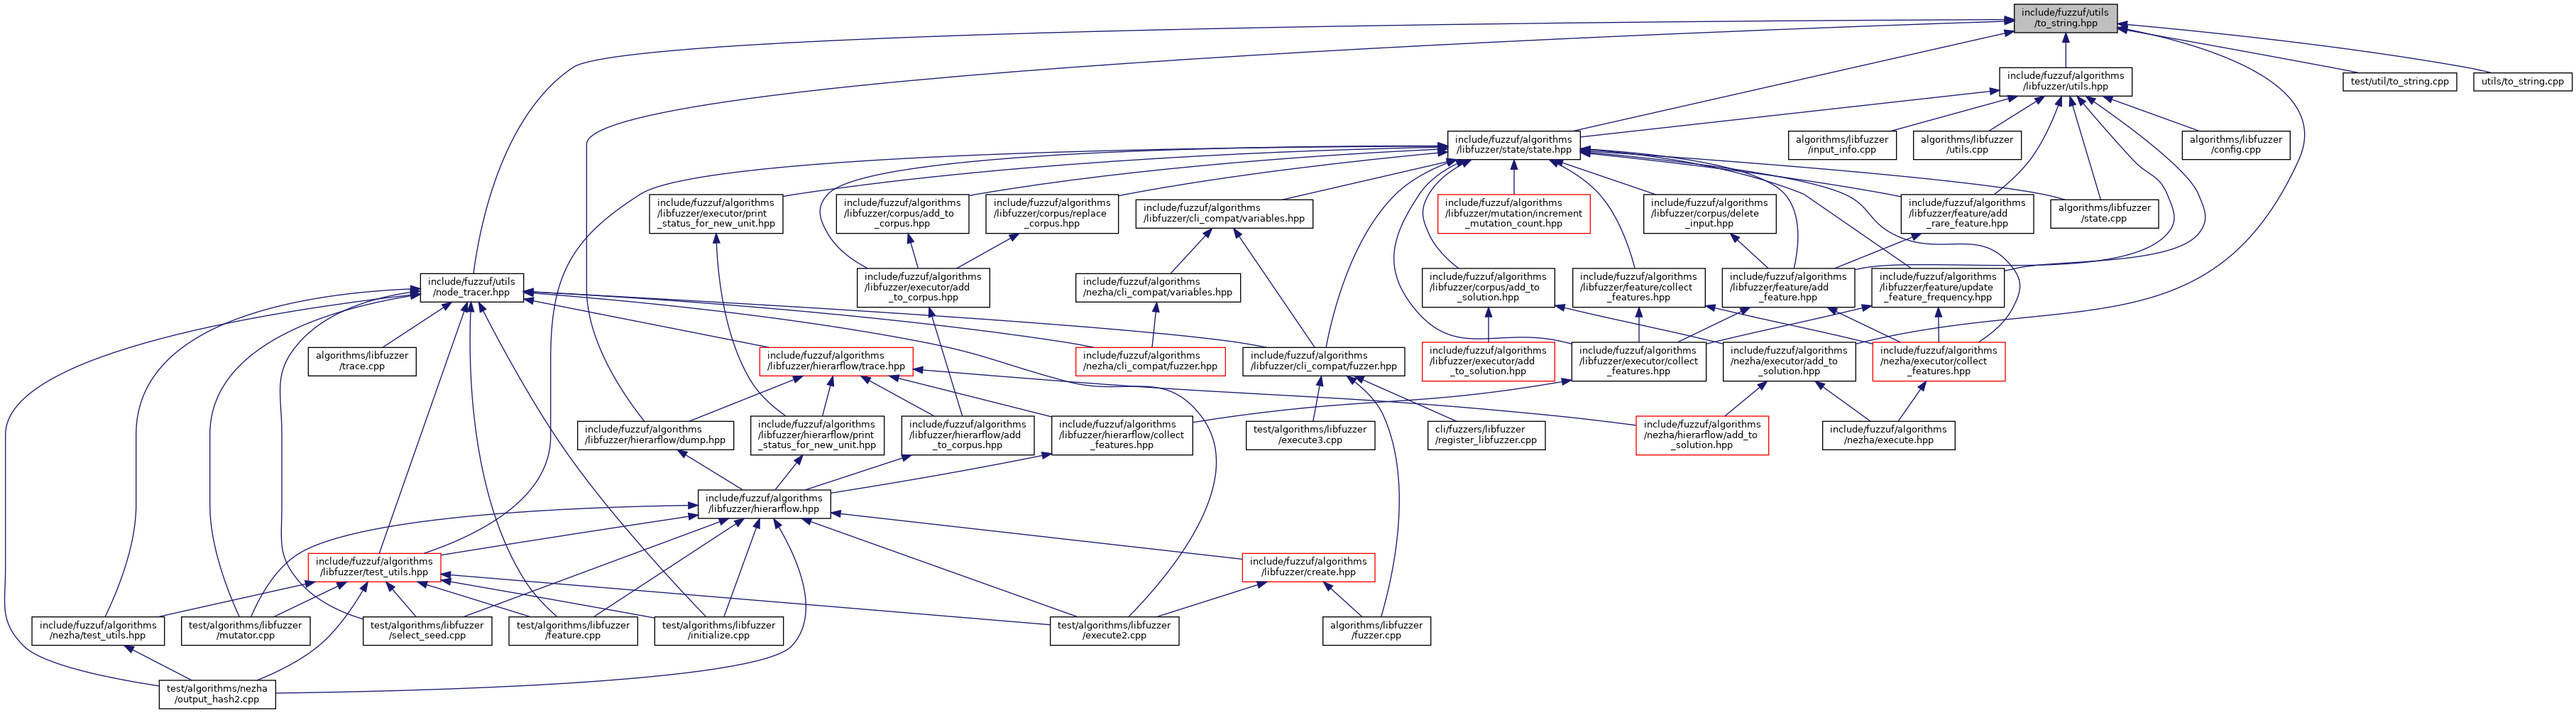 include/fuzzuf/utils
/to_string.hpp
include/fuzzuf/algorithms
/libfuzzer/utils.hpp
test/util/to_string.cpp
utils/to_string.cpp
include/fuzzuf/algorithms
/libfuzzer/state/state.hpp
algorithms/libfuzzer
/input_info.cpp
algorithms/libfuzzer
/utils.cpp
algorithms/libfuzzer
/config.cpp
include/fuzzuf/algorithms
/libfuzzer/executor/print
_status_for_new_unit.hpp
include/fuzzuf/algorithms
/libfuzzer/corpus/add_to
_corpus.hpp
include/fuzzuf/algorithms
/libfuzzer/corpus/replace
_corpus.hpp
include/fuzzuf/algorithms
/libfuzzer/cli_compat/variables.hpp
include/fuzzuf/algorithms
/libfuzzer/mutation/increment
_mutation_count.hpp
include/fuzzuf/algorithms
/libfuzzer/corpus/delete
_input.hpp
include/fuzzuf/algorithms
/libfuzzer/feature/add
_rare_feature.hpp
algorithms/libfuzzer
/state.cpp
include/fuzzuf/utils
/node_tracer.hpp
include/fuzzuf/algorithms
/libfuzzer/executor/add
_to_corpus.hpp
include/fuzzuf/algorithms
/nezha/cli_compat/variables.hpp
include/fuzzuf/algorithms
/libfuzzer/corpus/add_to
_solution.hpp
include/fuzzuf/algorithms
/libfuzzer/feature/collect
_features.hpp
include/fuzzuf/algorithms
/libfuzzer/feature/add
_feature.hpp
include/fuzzuf/algorithms
/libfuzzer/feature/update
_feature_frequency.hpp
algorithms/libfuzzer
/trace.cpp
include/fuzzuf/algorithms
/libfuzzer/hierarflow/trace.hpp
include/fuzzuf/algorithms
/nezha/cli_compat/fuzzer.hpp
include/fuzzuf/algorithms
/libfuzzer/cli_compat/fuzzer.hpp
include/fuzzuf/algorithms
/libfuzzer/executor/add
_to_solution.hpp
include/fuzzuf/algorithms
/libfuzzer/executor/collect
_features.hpp
include/fuzzuf/algorithms
/nezha/executor/add_to
_solution.hpp
include/fuzzuf/algorithms
/nezha/executor/collect
_features.hpp
include/fuzzuf/algorithms
/libfuzzer/hierarflow/dump.hpp
include/fuzzuf/algorithms
/libfuzzer/hierarflow/print
_status_for_new_unit.hpp
include/fuzzuf/algorithms
/libfuzzer/hierarflow/add
_to_corpus.hpp
include/fuzzuf/algorithms
/libfuzzer/hierarflow/collect
_features.hpp
test/algorithms/libfuzzer
/execute3.cpp
cli/fuzzers/libfuzzer
/register_libfuzzer.cpp
include/fuzzuf/algorithms
/nezha/hierarflow/add_to
_solution.hpp
include/fuzzuf/algorithms
/nezha/execute.hpp
include/fuzzuf/algorithms
/libfuzzer/hierarflow.hpp
include/fuzzuf/algorithms
/libfuzzer/test_utils.hpp
include/fuzzuf/algorithms
/libfuzzer/create.hpp
include/fuzzuf/algorithms
/nezha/test_utils.hpp
test/algorithms/libfuzzer
/mutator.cpp
test/algorithms/libfuzzer
/select_seed.cpp
test/algorithms/libfuzzer
/feature.cpp
test/algorithms/libfuzzer
/initialize.cpp
test/algorithms/libfuzzer
/execute2.cpp
algorithms/libfuzzer
/fuzzer.cpp
test/algorithms/nezha
/output_hash2.cpp